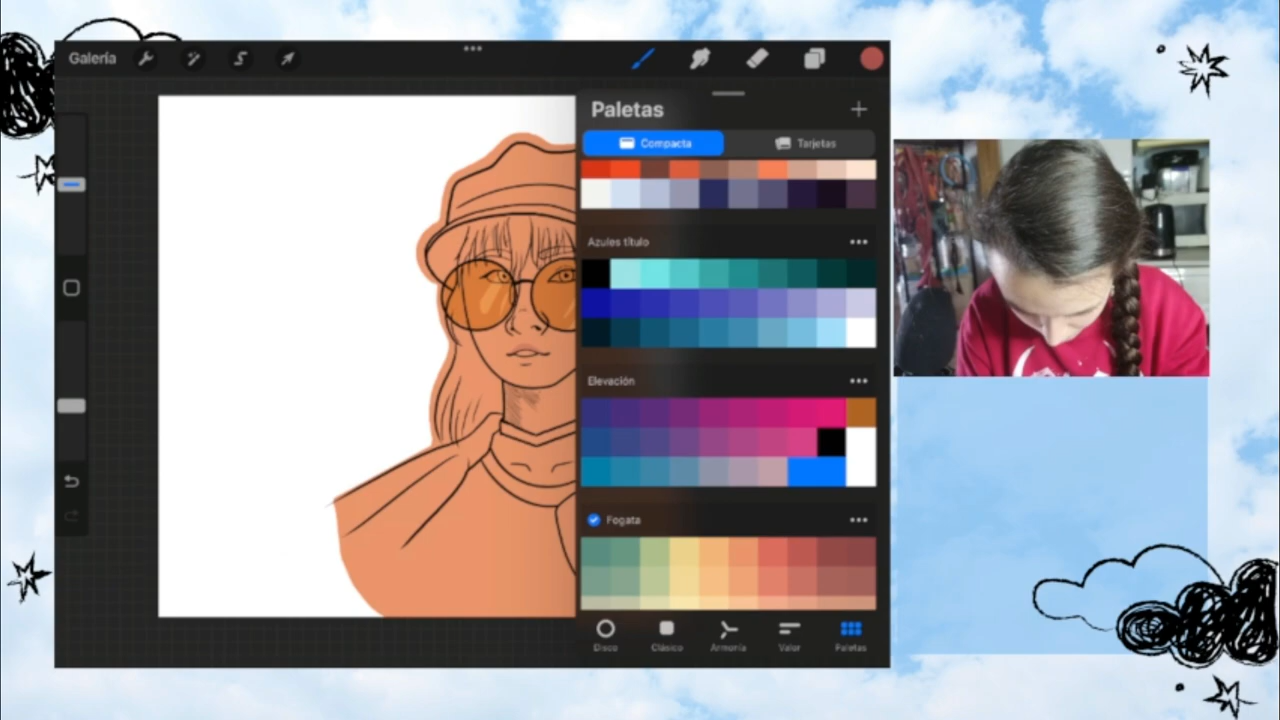 Galería
Paletas
Compacta
Tarjetas
Azules título
Elevación
Fogata
Disco
Clásico
Armonía
Valor
Paletas